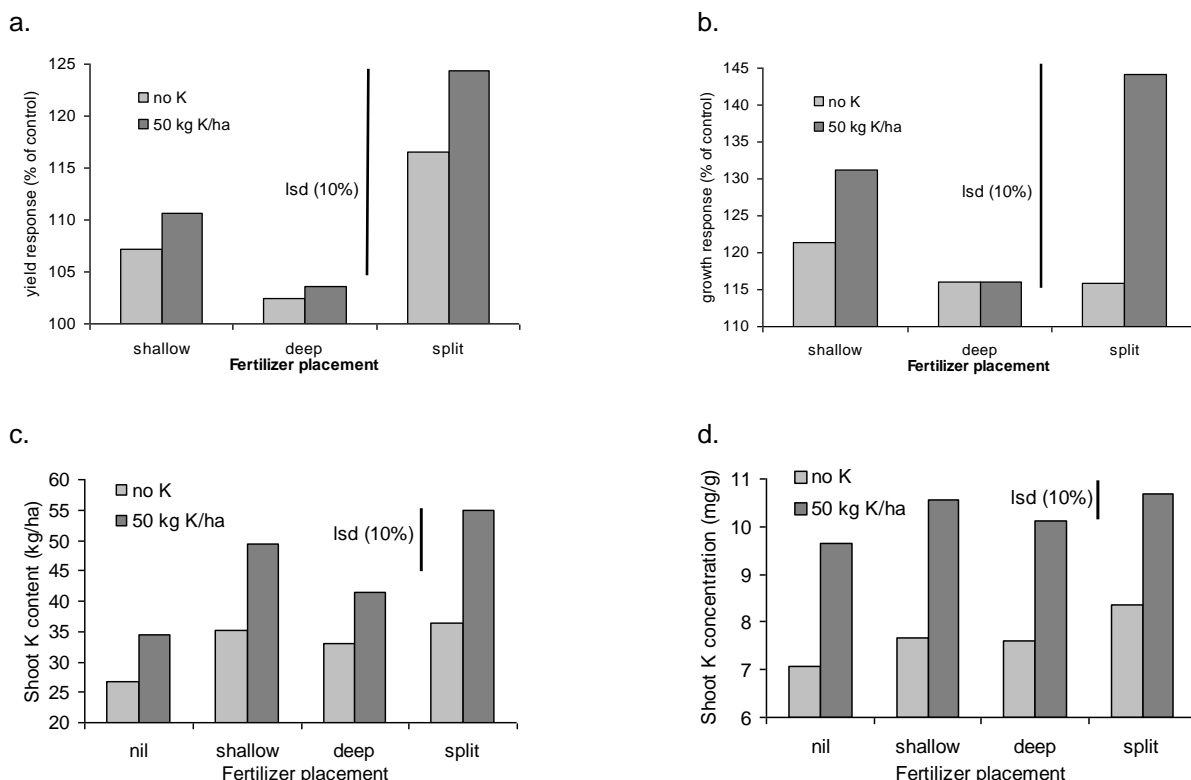 a.
yield response (% of control)
125
120
115
110
105
100
no K
50 kg K/ha
lsd (10%)
shallow
deep
split
Fertilizer placement
b.
growth response (% of control)
145
140
135
130
125
120
115
110
no K
50 kg K/ha
lsd (10%)
shallow
deep
split
Fertilizer placement
c.
Shoot K content (kg/ha)
60
55
50
45
40
35
30
25
20
no K
50 kg K/ha
lsd (10%)
nil
shallow
deep
split
Fertilizer placement
d.
Shoot K concentration (mg/g)
11
10
9
8
7
6
no K
50 kg K/ha
lsd (10%)
nil
shallow
deep
split
Fertilizer placement